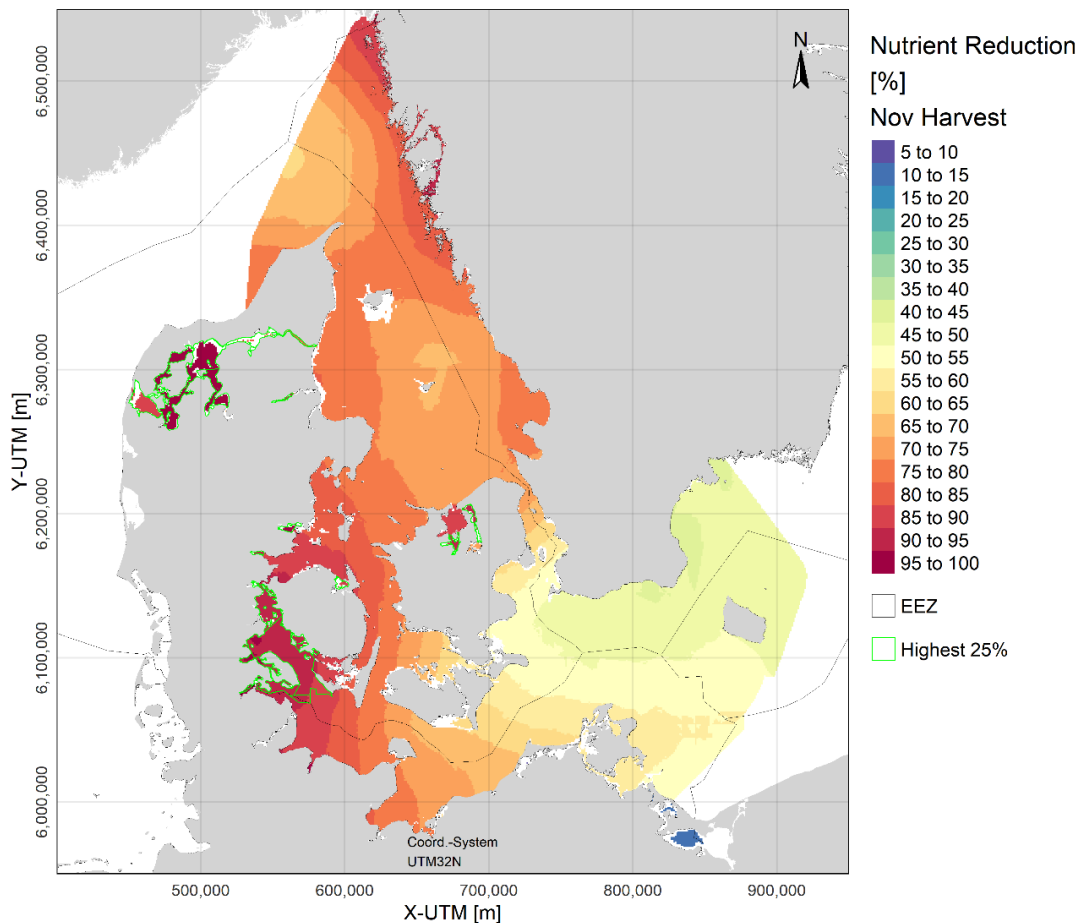 N
Nutrient Reduction
[%]
Nov Harvest
5 to 10
10 to 15
15 to 20
20 to 25
25 to 30
30 to 35
35 to 40
40 to 45
45 to 50
50 to 55
55 to 60
60 to 65
65 to 70
70 to 75
75 to 80
80 to 85
85 to 90
90 to 95
95 to 100
EEZ
Highest 25%
Y-UTM [m]
6,500,000
6,400,000
6,300,000
6,200,000
6,100,000
6,000,000
Coord.-System
UTM32N
500,000
600,000
700,000
800,000
900,000
X-UTM [m]